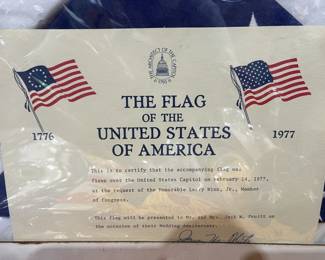 THE ARCHITECT OF THE CAPITOL
1793
1776
1977
THE FLAG
OF THE
UNITED STATES
OF AMERICA
This is to certify that the accompanying flag was
flown over the United States Capitol on February 14, 1977,
at the request of the Honorable Larry Winn, Jr., Member
of Congress.
This flag will be presented to Mr. and Mrs. Jack W. Pruitt on
the occasion of their Wedding Anniversary.